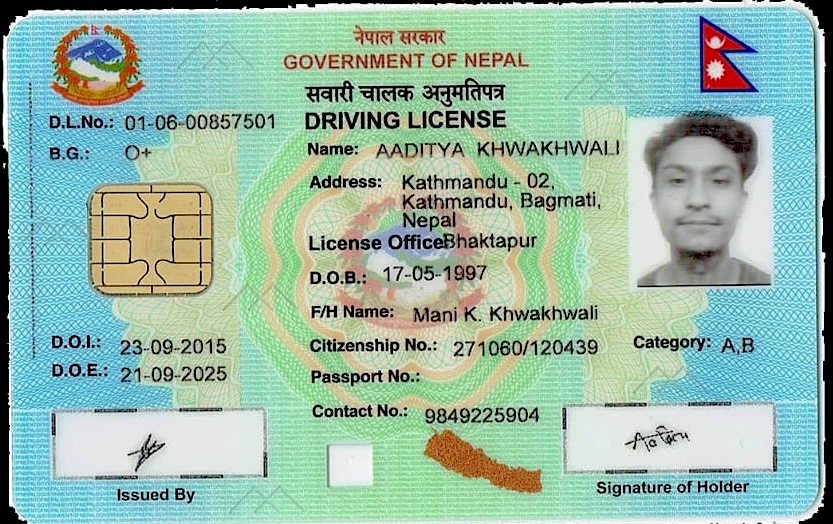 नेपाल सरकार
GOVERNMENT OF NEPAL
सवारी चालक अनुमतिपत्र
DRIVING LICENSE
D.L.No.: 01-06-00857501
B.G.: O+
Name: AADITYA KHWAKHWALI
Address: Kathmandu - 02,
Kathmandu, Bagmati,
Nepal
License Office: Bhaktapur
D.O.B.: 17-05-1997
F/H Name: Mani K. Khwakhwali
D.O.I.: 23-09-2015
Citizenship No.: 271060/120439
Category: A,B
D.O.E.: 21-09-2025
Passport No.:
Contact No.: 9849225904
Issued By
Signature of Holder